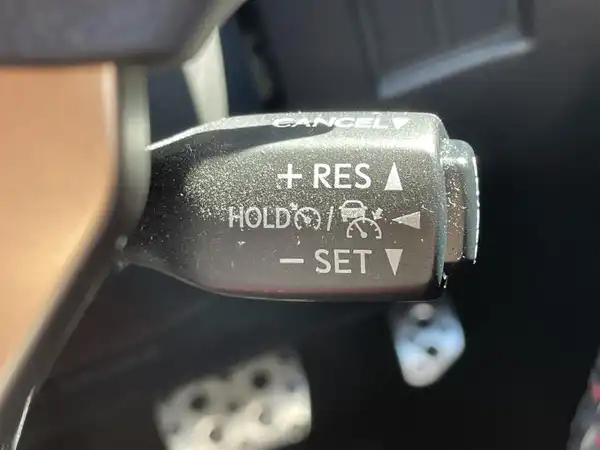 CANCEL▼
+ RES ▲
HOLD / ◀
− SET ▼